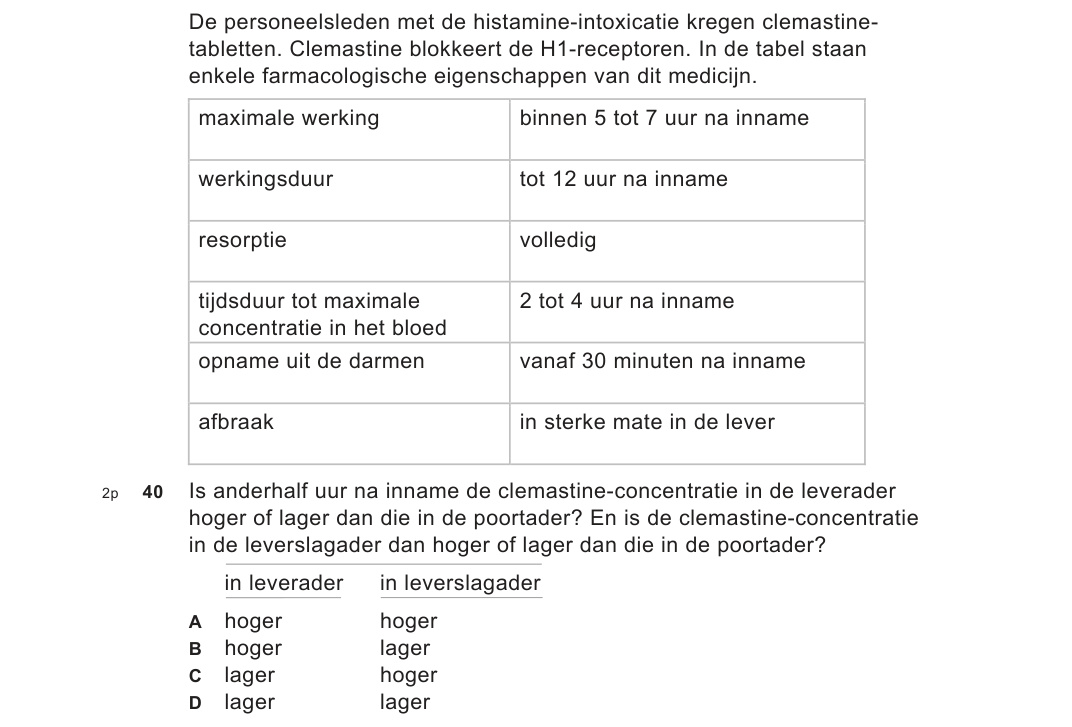 De personeelsleden met de histamine-intoxicatie kregen clemastine-
tabletten. Clemastine blokkeert de H1-receptoren. In de tabel staan
enkele farmacologische eigenschappen van dit medicijn.
maximale werking binnen 5 tot 7 uur na inname
werkingsduur tot 12 uur na inname
resorptie volledig
tijdsduur tot maximale 2 tot 4 uur na inname
concentratie in het bloed
opname uit de darmen vanaf 30 minuten na inname
afbraak in sterke mate in de lever
2p 40 Is anderhalf uur na inname de clemastine-concentratie in de leverader
hoger of lager dan die in de poortader? En is de clemastine-concentratie
in de leverslagader dan hoger of lager dan die in de poortader?
in leverader in leverslagader
A hoger hoger
B hoger lager
C lager hoger
D lager lager